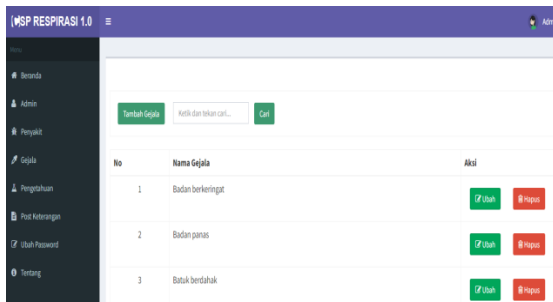 SP RESPIRASI 1.0
Adm
Menu
Beranda
Admin
Penyakit
Gejala
Pengetahuan
Post Keterangan
Ubah Password
Tentang
Tambah Gejala
Ketik dan tekan cari...
Cari
No Nama Gejala Aksi
1 Badan berkeringat Ubah Hapus
2 Badan panas Ubah Hapus
3 Batuk berdahak Ubah Hapus